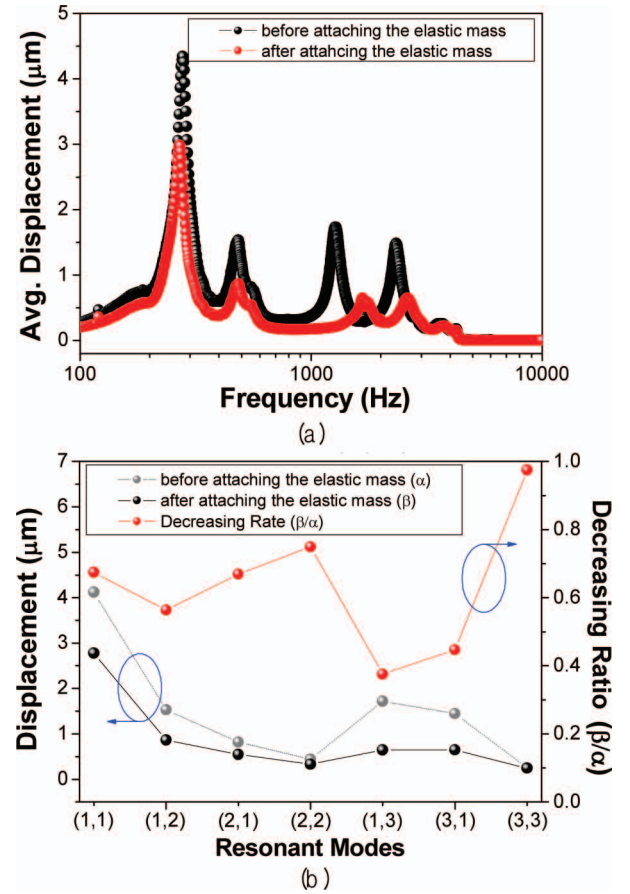 before attaching the elastic mass
after attahcing the elastic mass
Avg. Displacement (μm)
5
4
3
2
1
0
100
1000
10000
Frequency (Hz)
(a)
before attaching the elastic mass (α)
after attaching the elastic mass (β)
Decreasing Rate (β/α)
Displacement (μm)
7
6
5
4
3
2
1
0
1.0
0.8
0.6
0.4
0.2
0.0
Decreasing Ratio (β/α)
(1,1)
(1,2)
(2,1)
(2,2)
(1,3)
(3,1)
(3,3)
Resonant Modes
(b)